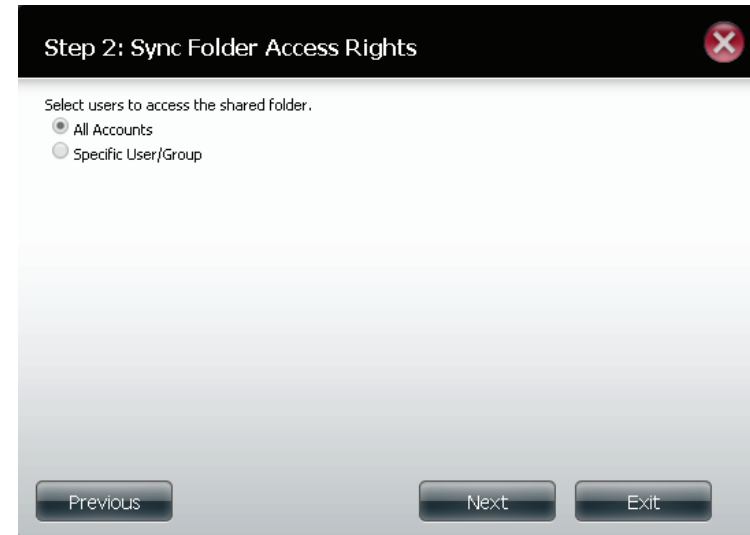 Step 2: Sync Folder Access Rights
Select users to access the shared folder.
All Accounts
Specific User/Group
Previous
Next
Exit